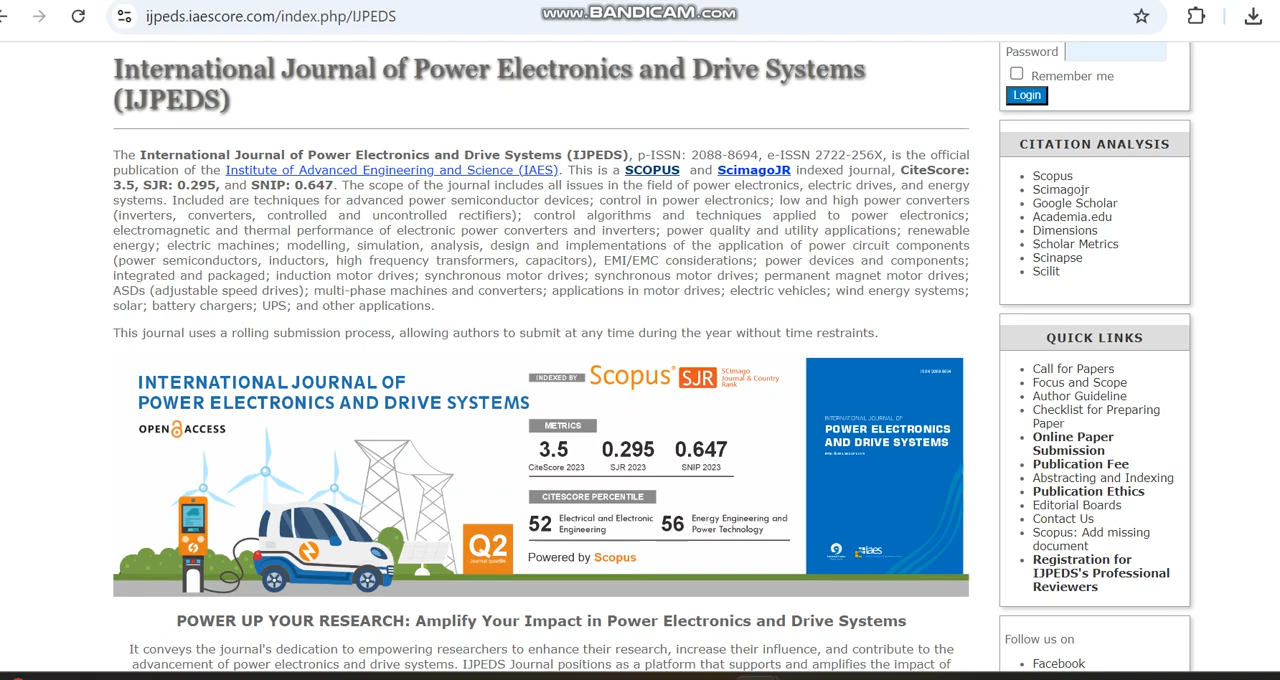 ijpeds.iaescore.com/index.php/IJPEDS
www.BANDICAM.com
International Journal of Power Electronics and Drive Systems
(IJPEDS)
The International Journal of Power Electronics and Drive Systems (IJPEDS), p-ISSN: 2088-8694, e-ISSN 2722-256X, is the official
publication of the Institute of Advanced Engineering and Science (IAES). This is a SCOPUS and ScimagoJR indexed journal, CiteScore:
3.5, SJR: 0.295, and SNIP: 0.647. The scope of the journal includes all issues in the field of power electronics, electric drives, and energy
systems. Included are techniques for advanced power semiconductor devices; control in power electronics; low and high power converters
(inverters, converters, controlled and uncontrolled rectifiers); control algorithms and techniques applied to power electronics;
electromagnetic and thermal performance of electronic power converters and inverters; power quality and utility applications; renewable
energy; electric machines; modelling, simulation, analysis, design and implementations of the application of power circuit components
(power semiconductors, inductors, high frequency transformers, capacitors), EMI/EMC considerations; power devices and components;
integrated and packaged; induction motor drives; synchronous motor drives; synchronous motor drives; permanent magnet motor drives;
ASDs (adjustable speed drives); multi-phase machines and converters; applications in motor drives; electric vehicles; wind energy systems;
solar; battery chargers; UPS; and other applications.
This journal uses a rolling submission process, allowing authors to submit at any time during the year without time restraints.
INTERNATIONAL JOURNAL OF
POWER ELECTRONICS AND DRIVE SYSTEMS
OPEN ACCESS
INDEXED BY Scopus SJR SCImago
Journal & Country
Rank
METRICS
3.5 0.295 0.647
CiteScore 2023 SJR 2023 SNIP 2023
CITESCORE PERCENTILE
52 Electrical and Electronic
Engineering
56 Energy Engineering and
Power Technology
Q2
Journal quartile
Powered by Scopus
ISSN 2088-8694
INTERNATIONAL JOURNAL OF
POWER ELECTRONICS
AND DRIVE SYSTEMS
iaes
POWER UP YOUR RESEARCH: Amplify Your Impact in Power Electronics and Drive Systems
It conveys the journal's dedication to empowering researchers to enhance their research, increase their influence, and contribute to the
advancement of power electronics and drive systems. IJPEDS Journal positions as a platform that supports and amplifies the impact of
Password
Remember me
Login
CITATION ANALYSIS
Scopus
Scimagojr
Google Scholar
Academia.edu
Dimensions
Scholar Metrics
Scinapse
Scilit
QUICK LINKS
Call for Papers
Focus and Scope
Author Guideline
Checklist for Preparing
Paper
Online Paper
Submission
Publication Fee
Abstracting and Indexing
Publication Ethics
Editorial Boards
Contact Us
Scopus: Add missing
document
Registration for
IJPEDS's Professional
Reviewers
Follow us on
Facebook